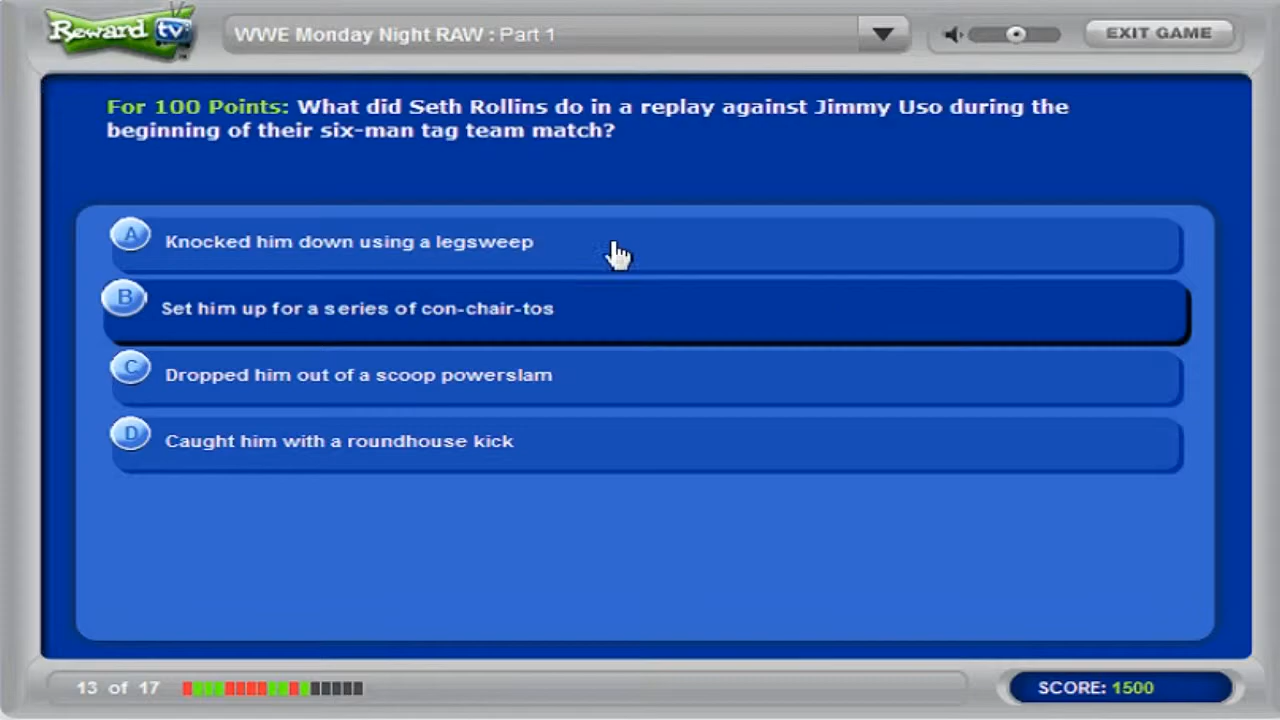 Reward tv
WWE Monday Night RAW : Part 1
EXIT GAME
For 100 Points: What did Seth Rollins do in a replay against Jimmy Uso during the
beginning of their six-man tag team match?
A Knocked him down using a legsweep
B Set him up for a series of con-chair-tos
C Dropped him out of a scoop powerslam
D Caught him with a roundhouse kick
13 of 17
SCORE: 1500